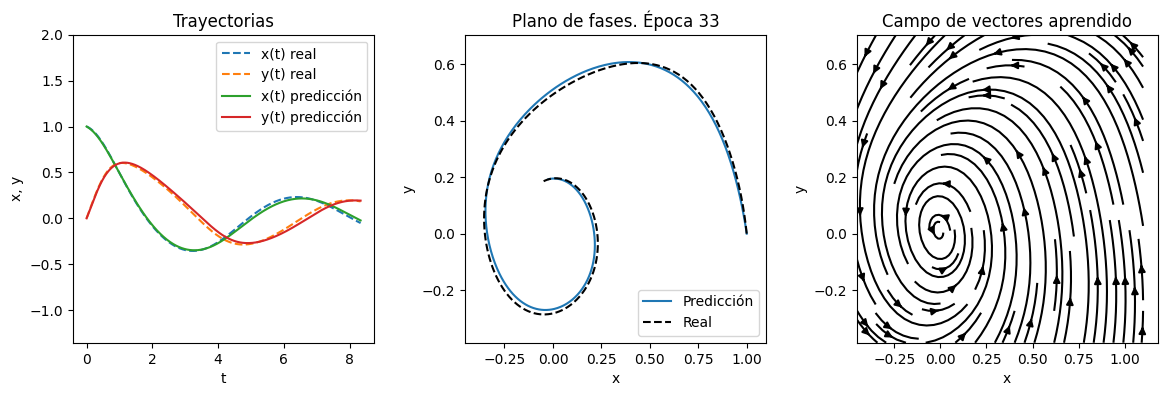 Trayectorias
2.0
1.5
1.0
0.5
0.0
−0.5
−1.0
x, y
0 2 4 6 8
t
x(t) real
y(t) real
x(t) predicción
y(t) predicción
Plano de fases. Época 33
0.6
0.4
0.2
0.0
−0.2
y
−0.25 0.00 0.25 0.50 0.75 1.00
x
Predicción
Real
Campo de vectores aprendido
0.6
0.4
0.2
0.0
−0.2
y
−0.25 0.00 0.25 0.50 0.75 1.00
x